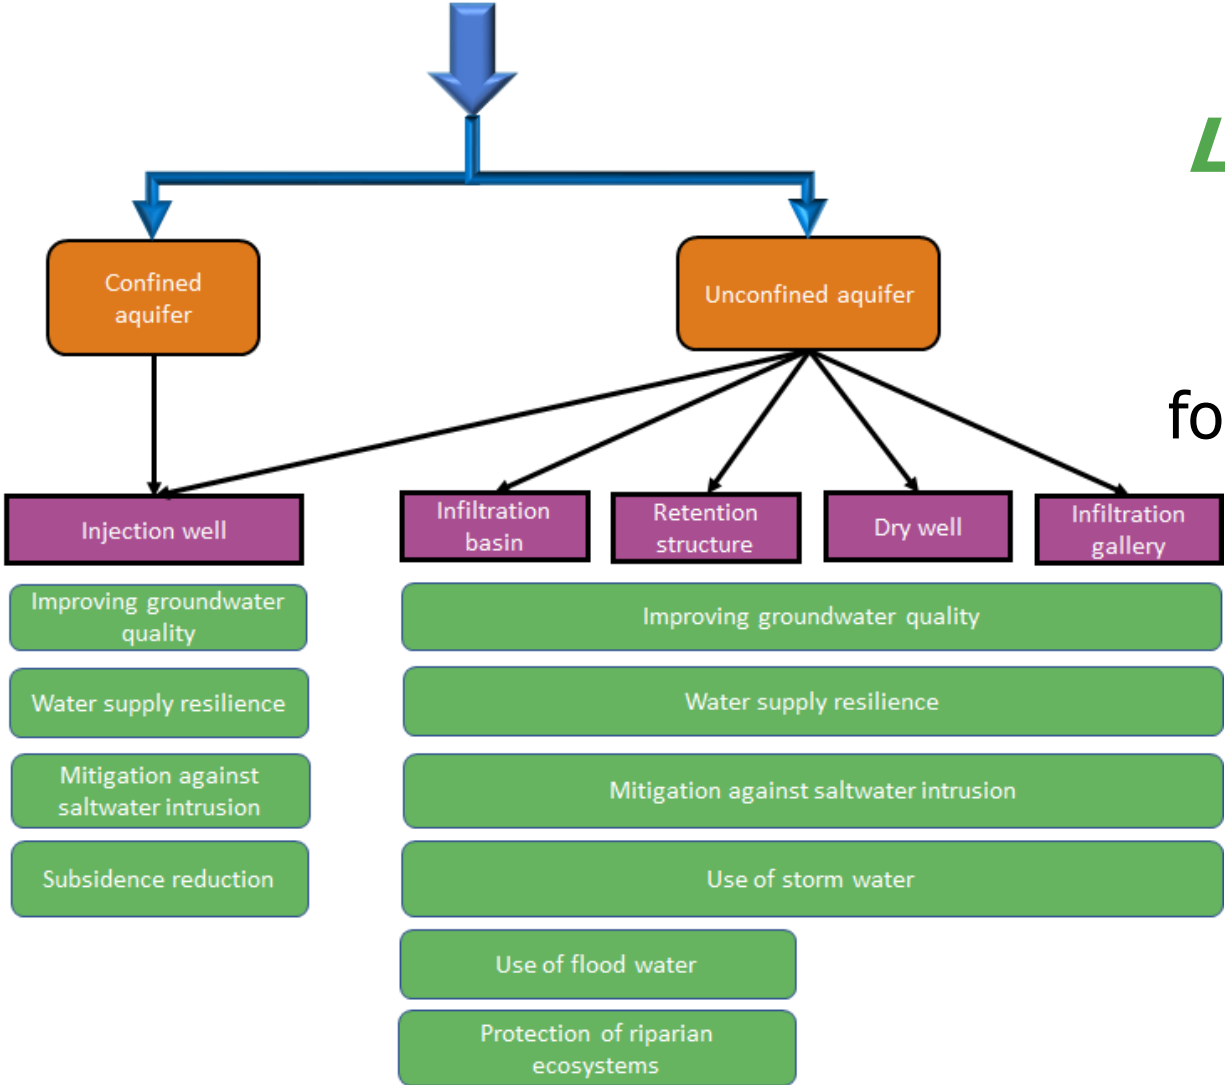 L
Confined
aquifer
Unconfined aquifer
fo
Injection well
Infiltration
basin
Retention
structure
Dry well
Infiltration
gallery
Improving groundwater
quality
Improving groundwater quality
Water supply resilience
Water supply resilience
Mitigation against
saltwater intrusion
Mitigation against saltwater intrusion
Subsidence reduction
Use of storm water
Use of flood water
Protection of riparian
ecosystems